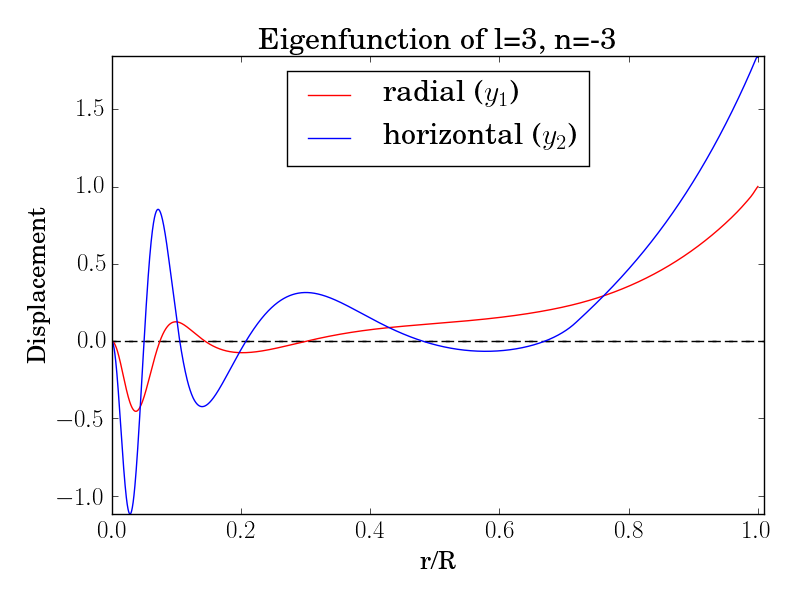 Eigenfunction of l=3, n=-3
radial (y₁)
horizontal (y₂)
Displacement
1.5
1.0
0.5
0.0
−0.5
−1.0
0.0 0.2 0.4 0.6 0.8 1.0
r/R